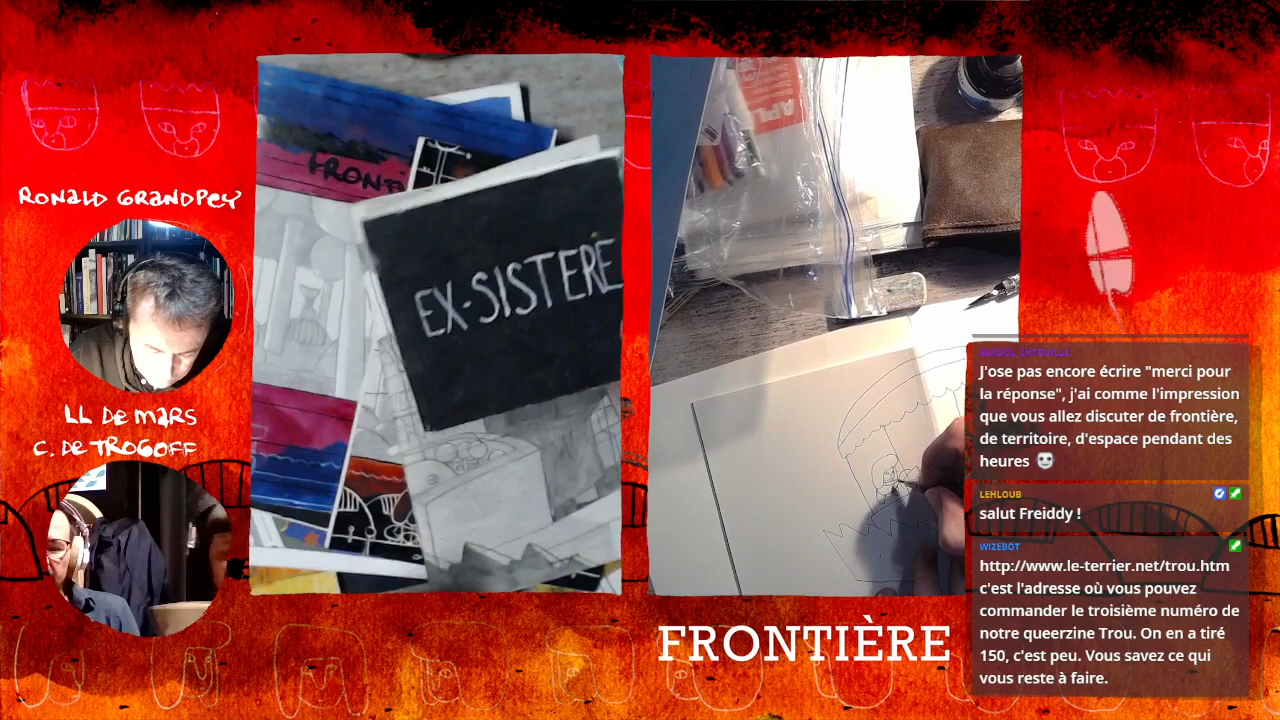 RONALD GRANDPEY
LL De MARS
C. De TROGOFF
FRONT
EX-SISTERE
APLI
FRONTIÈRE
J'ose pas encore écrire "merci pour
la réponse", j'ai comme l'impression
que vous allez discuter de frontière,
de territoire, d'espace pendant des
heures
LEHLOUB
salut Freiddy !
WIZEBOT
http://www.le-terrier.net/trou.htm
c'est l'adresse où vous pouvez
commander le troisième numéro de
notre queerzine Trou. On en a tiré
150, c'est peu. Vous savez ce qui
vous reste à faire.